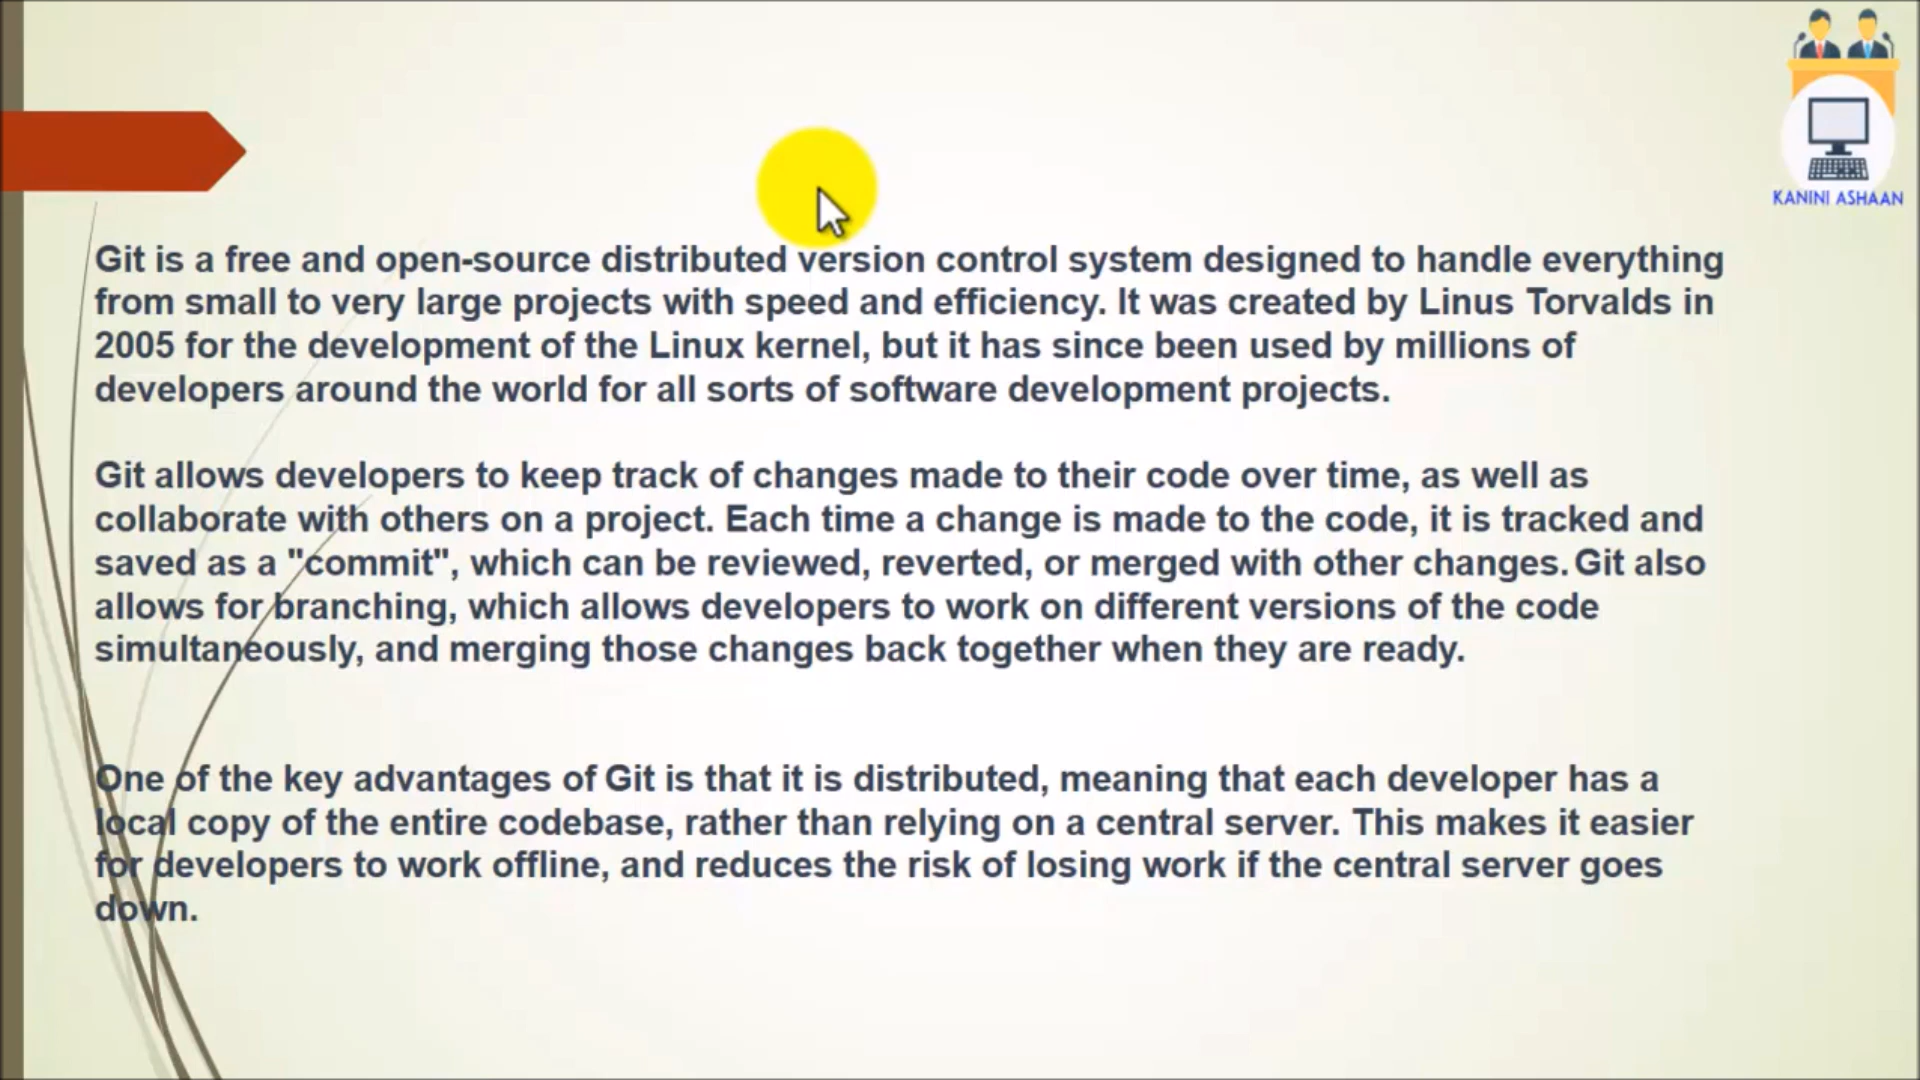 KANINI ASHAAN
Git is a free and open-source distributed version control system designed to handle everything
from small to very large projects with speed and efficiency. It was created by Linus Torvalds in
2005 for the development of the Linux kernel, but it has since been used by millions of
developers around the world for all sorts of software development projects.
Git allows developers to keep track of changes made to their code over time, as well as
collaborate with others on a project. Each time a change is made to the code, it is tracked and
saved as a "commit", which can be reviewed, reverted, or merged with other changes. Git also
allows for branching, which allows developers to work on different versions of the code
simultaneously, and merging those changes back together when they are ready.
One of the key advantages of Git is that it is distributed, meaning that each developer has a
local copy of the entire codebase, rather than relying on a central server. This makes it easier
for developers to work offline, and reduces the risk of losing work if the central server goes
down.